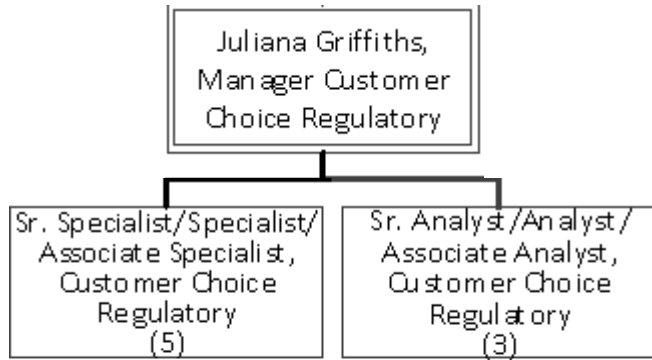 Juliana Griffiths,
Manager Customer
Choice Regulatory
Sr. Specialist/Specialist/
Associate Specialist,
Customer Choice
Regulatory
(5)
Sr. Analyst/Analyst/
Associate Analyst,
Customer Choice
Regulatory
(3)